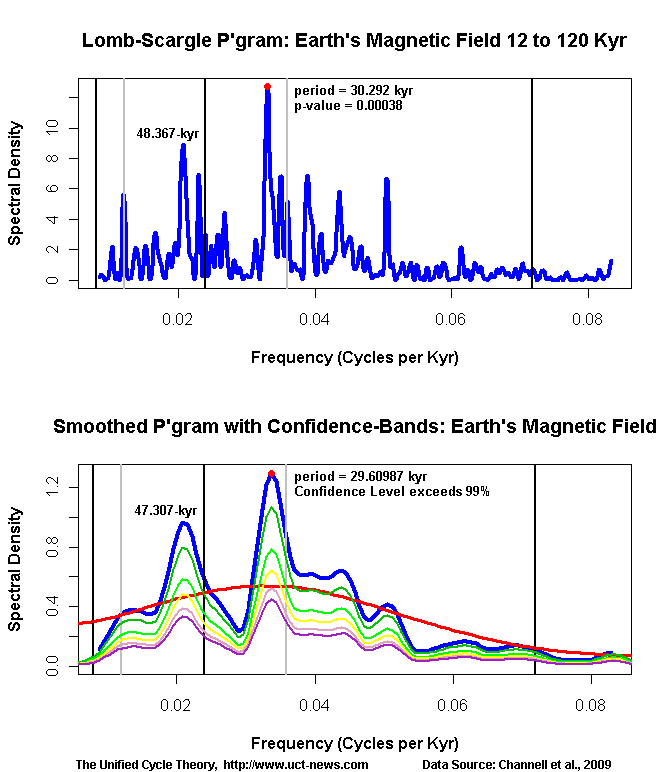 Lomb-Scargle P'gram: Earth's Magnetic Field 12 to 120 Kyr
period = 30.292 kyr
p-value = 0.00038
48.367-kyr
Spectral Density
0 2 4 6 8 10
0.02 0.04 0.06 0.08
Frequency (Cycles per Kyr)
Smoothed P'gram with Confidence-Bands: Earth's Magnetic Field
period = 29.60987 kyr
Confidence Level exceeds 99%
47.307-kyr
Spectral Density
0.0 0.4 0.8 1.2
0.02 0.04 0.06 0.08
Frequency (Cycles per Kyr)
The Unified Cycle Theory, http://www.uct-news.com Data Source: Channell et al., 2009